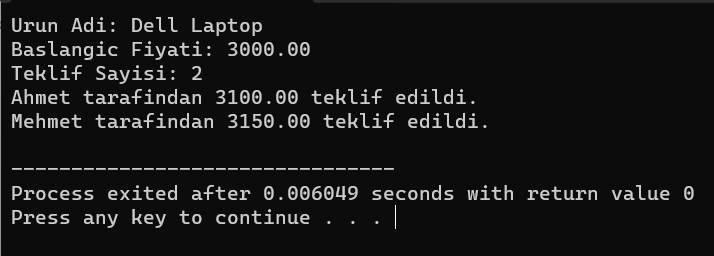 Urun Adi: Dell Laptop
Baslangic Fiyati: 3000.00
Teklif Sayisi: 2
Ahmet tarafindan 3100.00 teklif edildi.
Mehmet tarafindan 3150.00 teklif edildi.
--------------------------------
Process exited after 0.006049 seconds with return value 0
Press any key to continue . . .